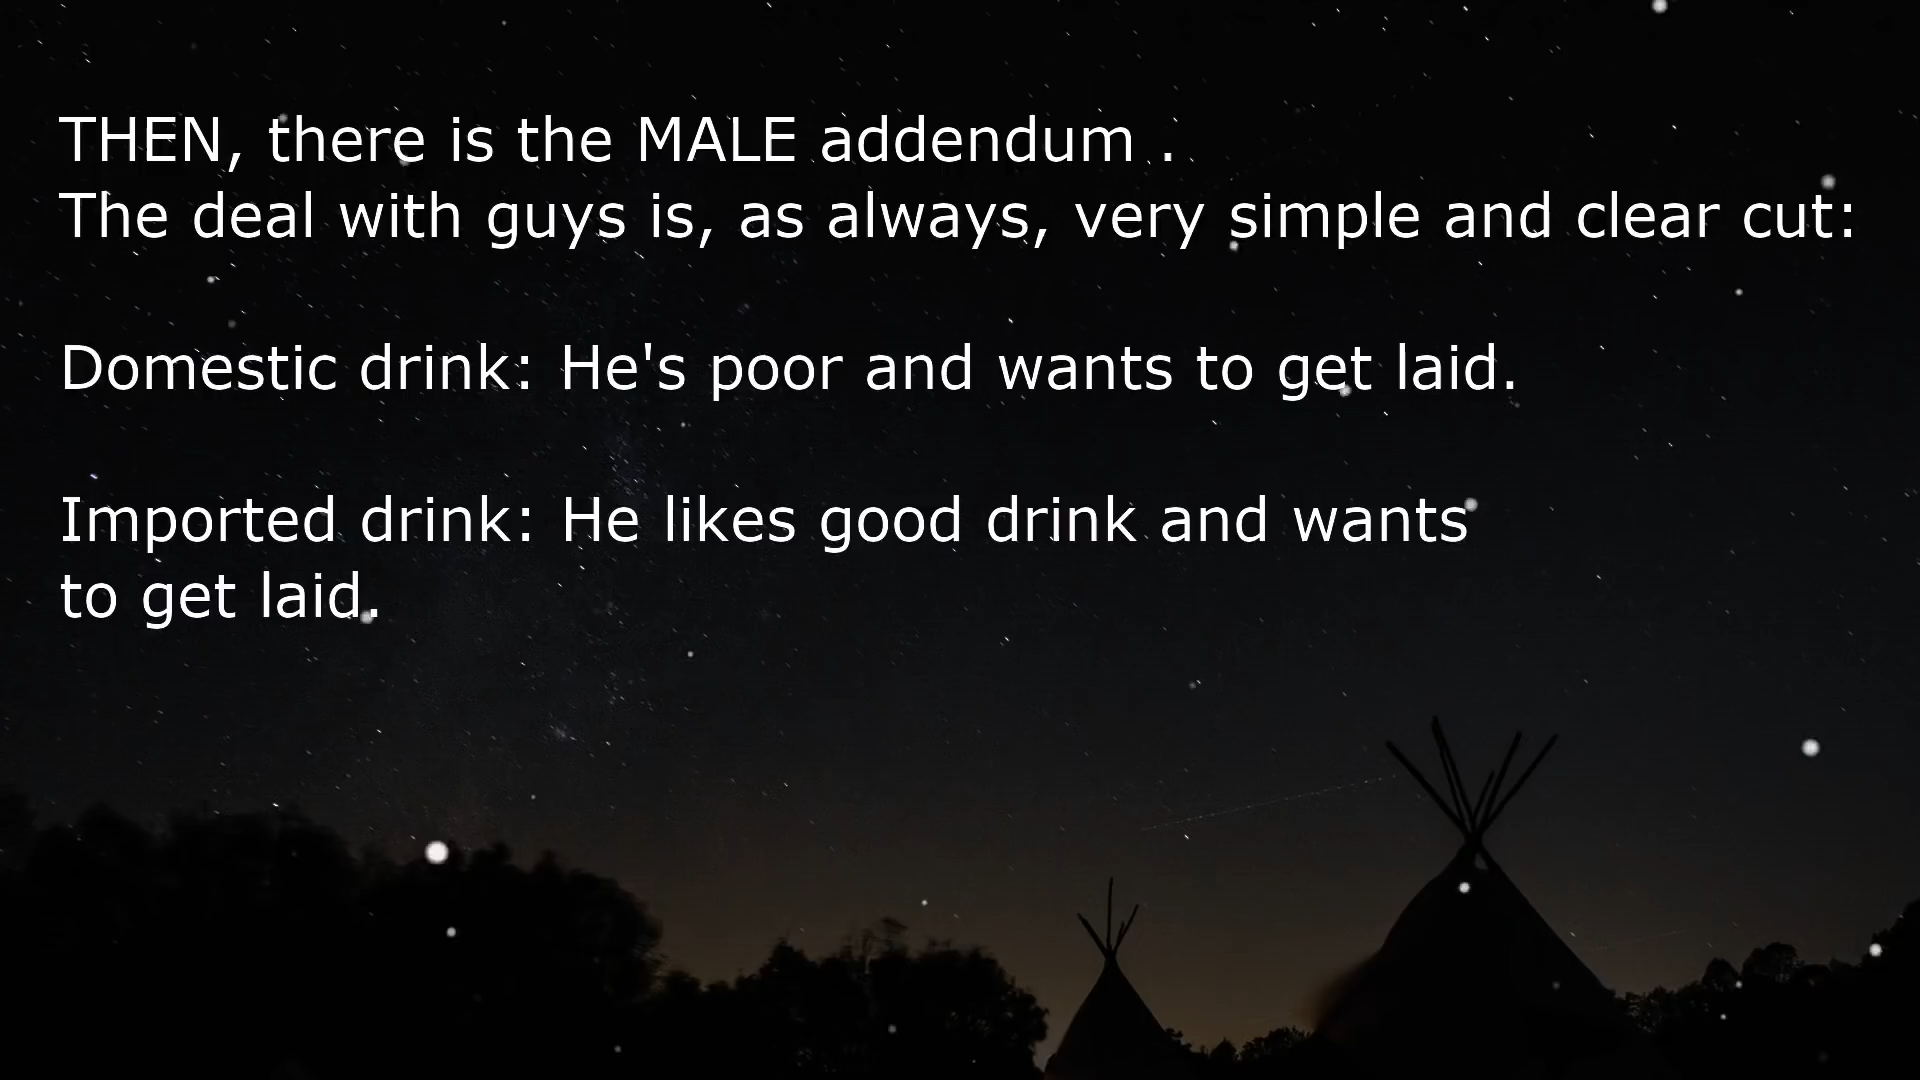 THEN, there is the MALE addendum .
The deal with guys is, as always, very simple and clear cut:
Domestic drink: He's poor and wants to get laid.
Imported drink: He likes good drink and wants
to get laid.